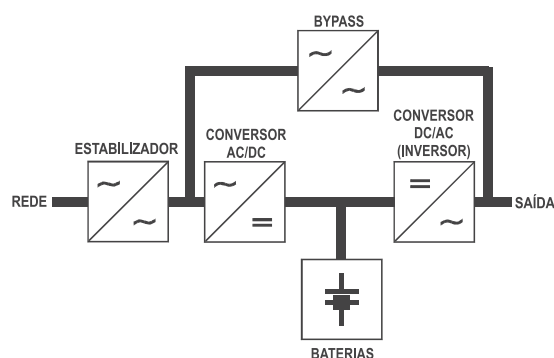 BYPASS
CONVERSOR
DC/AC
(INVERSOR)
ESTABILIZADOR
CONVERSOR
AC/DC
REDE
SAÍDA
BATERIAS